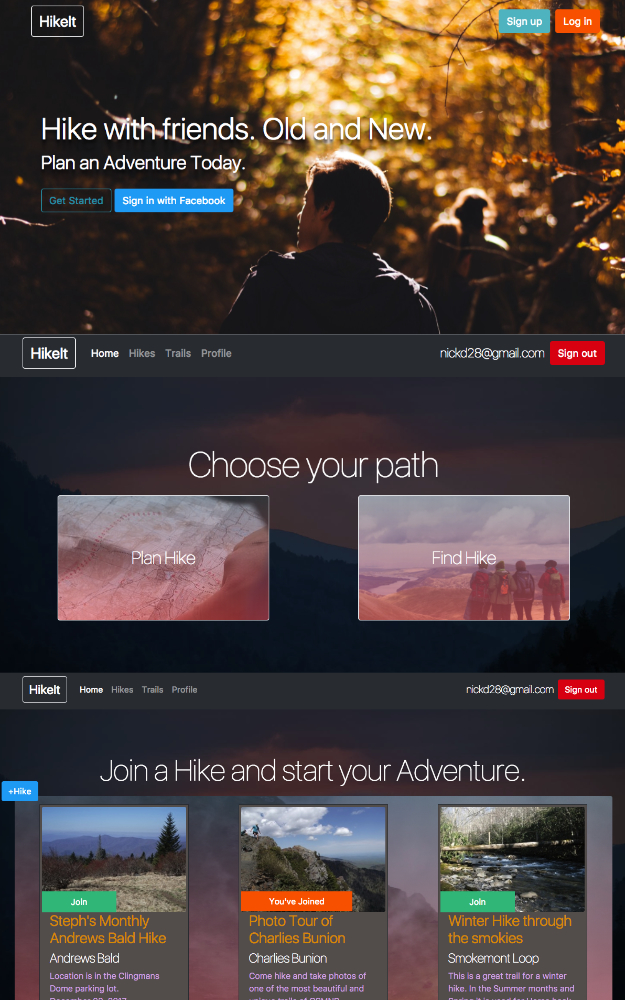 HikeIt
Sign up
Log in
Hike with friends. Old and New.
Plan an Adventure Today.
Get Started
Sign in with Facebook
HikeIt
Home
Hikes
Trails
Profile
nickd28@gmail.com
Sign out
Choose your path
Plan Hike
Find Hike
HikeIt
Home
Hikes
Trails
Profile
nickd28@gmail.com
Sign out
Join a Hike and start your Adventure.
+Hike
Join
Steph's Monthly
Andrews Bald Hike
Andrews Bald
Location is in the Clingmans
Dome parking lot.
You've Joined
Photo Tour of
Charlies Bunion
Charlies Bunion
Come hike and take photos of
one of the most beautiful and
Join
Winter Hike through
the smokies
Smokemont Loop
This is a great trail for a winter
hike. In the Summer months and